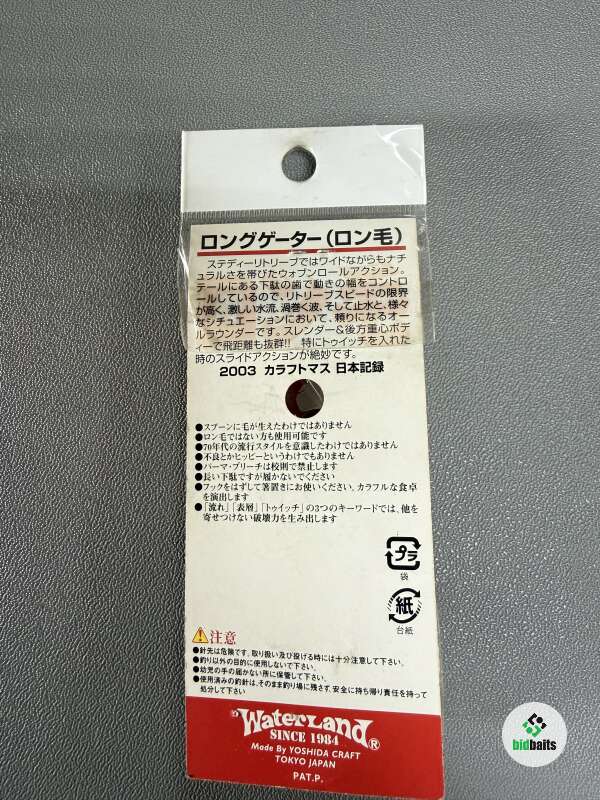 ロングゲーター(ロン毛)
ステディーリトリーブではワイドながらもナチ
ュラルさを帯びたウォブンロールアクション。
テールにある下駄の歯で動きの幅をコントロ
ールしているので、リトリーブスピードの限界
が高く、激しい水流、渦巻く波、そして止水と、様々
なシチュエーションにおいて、頼りになるオー
ルラウンダーです。スレンダー&後方重心ボデ
ィーで飛距離も抜群!! 特にトゥイッチを入れた
時のスライドアクションが絶妙です。
2003 カラフトマス 日本記録
●スプーンに毛が生えたわけではありません
●ロン毛ではない方も使用可能です
●70年代の流行スタイルを意識したわけではありません
●不良とかヒッピーというわけでもありません
●パーマ・ブリーチは校則で禁止します
●長い下駄ですが履かないでください
●フックをはずして箸置きにお使いください。カラフルな食卓
を演出します
●「流れ」「表層」「トゥイッチ」の3つのキーワードでは、他を
寄せつけない破壊力を生み出します
プラ
袋
紙
台紙
注意
●針先は危険です。取り扱い及び投げる時には十分注意して下さい。
●釣り以外の目的に使用しないで下さい。
●幼児の手の届かない所に保管して下さい。
●使用済みの釣針は、そのまま釣り場に残さず、安全に持ち帰り責任を持って
処分して下さい
WaterLand®
SINCE 1984
Made By YOSHIDA CRAFT
TOKYO JAPAN
PAT.P.
bidbaits